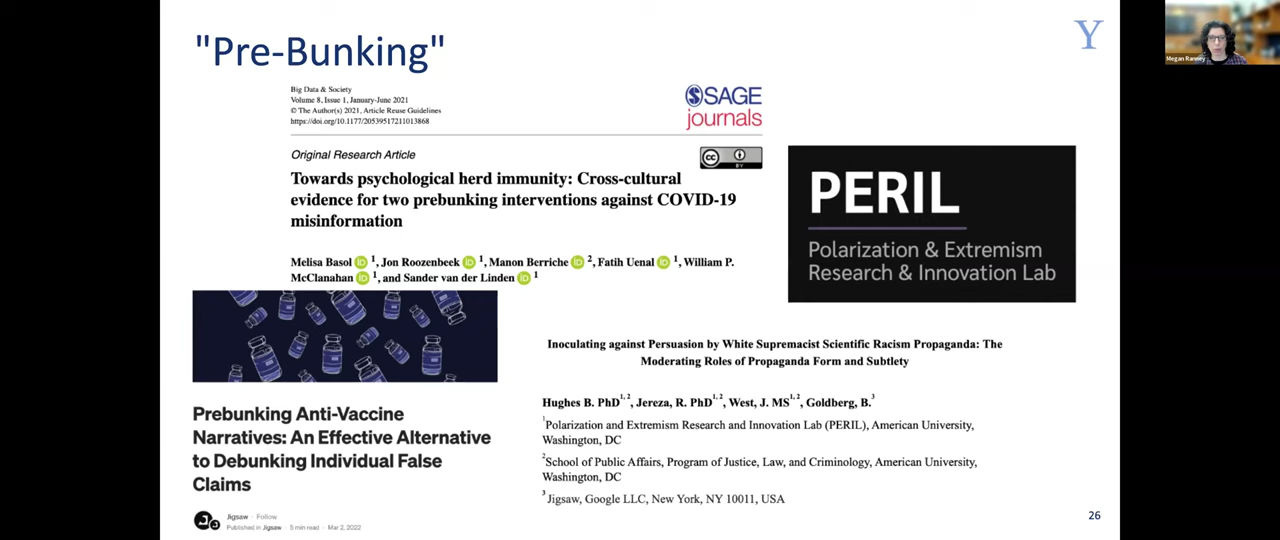 "Pre-Bunking"
Y
Megan Ranney
Big Data & Society
Volume 8, Issue 1, January-June 2021
© The Author(s) 2021, Article Reuse Guidelines
https://doi.org/10.1177/20539517211013868
SAGE
journals
Original Research Article
cc BY
Towards psychological herd immunity: Cross-cultural
evidence for two prebunking interventions against COVID-19
misinformation
Melisa Basol iD 1, Jon Roozenbeek iD 1, Manon Berriche iD 2, Fatih Uenal iD 1, William P.
McClanahan iD 1, and Sander van der Linden iD 1
PERIL
Polarization & Extremism
Research & Innovation Lab
Prebunking Anti-Vaccine
Narratives: An Effective Alternative
to Debunking Individual False
Claims
Jigsaw · Follow
Published in Jigsaw · 5 min read · Mar 2, 2022
Inoculating against Persuasion by White Supremacist Scientific Racism Propaganda: The
Moderating Roles of Propaganda Form and Subtlety
Hughes B. PhD1,2, Jereza, R. PhD1,2, West, J. MS1,2, Goldberg, B.3
1Polarization and Extremism Research and Innovation Lab (PERIL), American University,
Washington, DC
2School of Public Affairs, Program of Justice, Law, and Criminology, American University,
Washington, DC
3Jigsaw, Google LLC, New York, NY 10011, USA
26